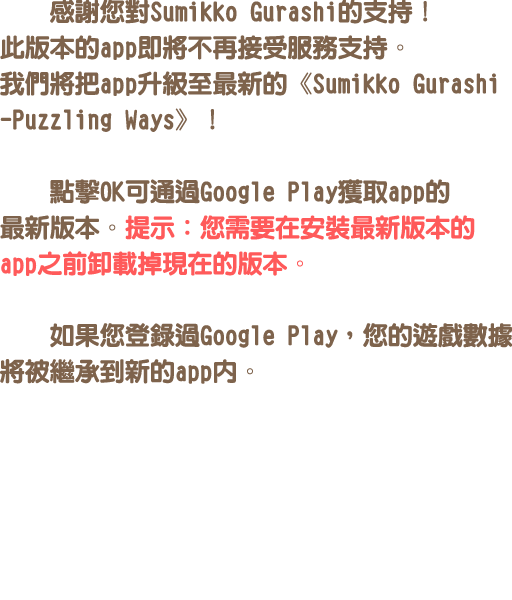 感謝您對Sumikko Gurashi的支持！
此版本的app即將不再接受服務支持。
我們將把app升級至最新的《Sumikko Gurashi
-Puzzling Ways》！
點擊OK可通過Google Play獲取app的
最新版本。提示：您需要在安裝最新版本的
app之前卸載掉現在的版本。
如果您登錄過Google Play，您的遊戲數據
將被繼承到新的app内。